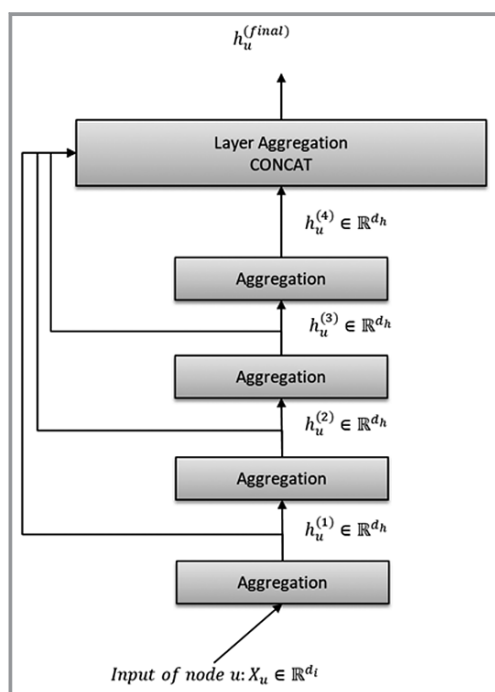 h_u^{(final)}
Layer Aggregation
CONCAT
h_u^{(4)} ∈ ℝ^{d_h}
Aggregation
h_u^{(3)} ∈ ℝ^{d_h}
Aggregation
h_u^{(2)} ∈ ℝ^{d_h}
Aggregation
h_u^{(1)} ∈ ℝ^{d_h}
Aggregation
Input of node u: X_u ∈ ℝ^{d_i}